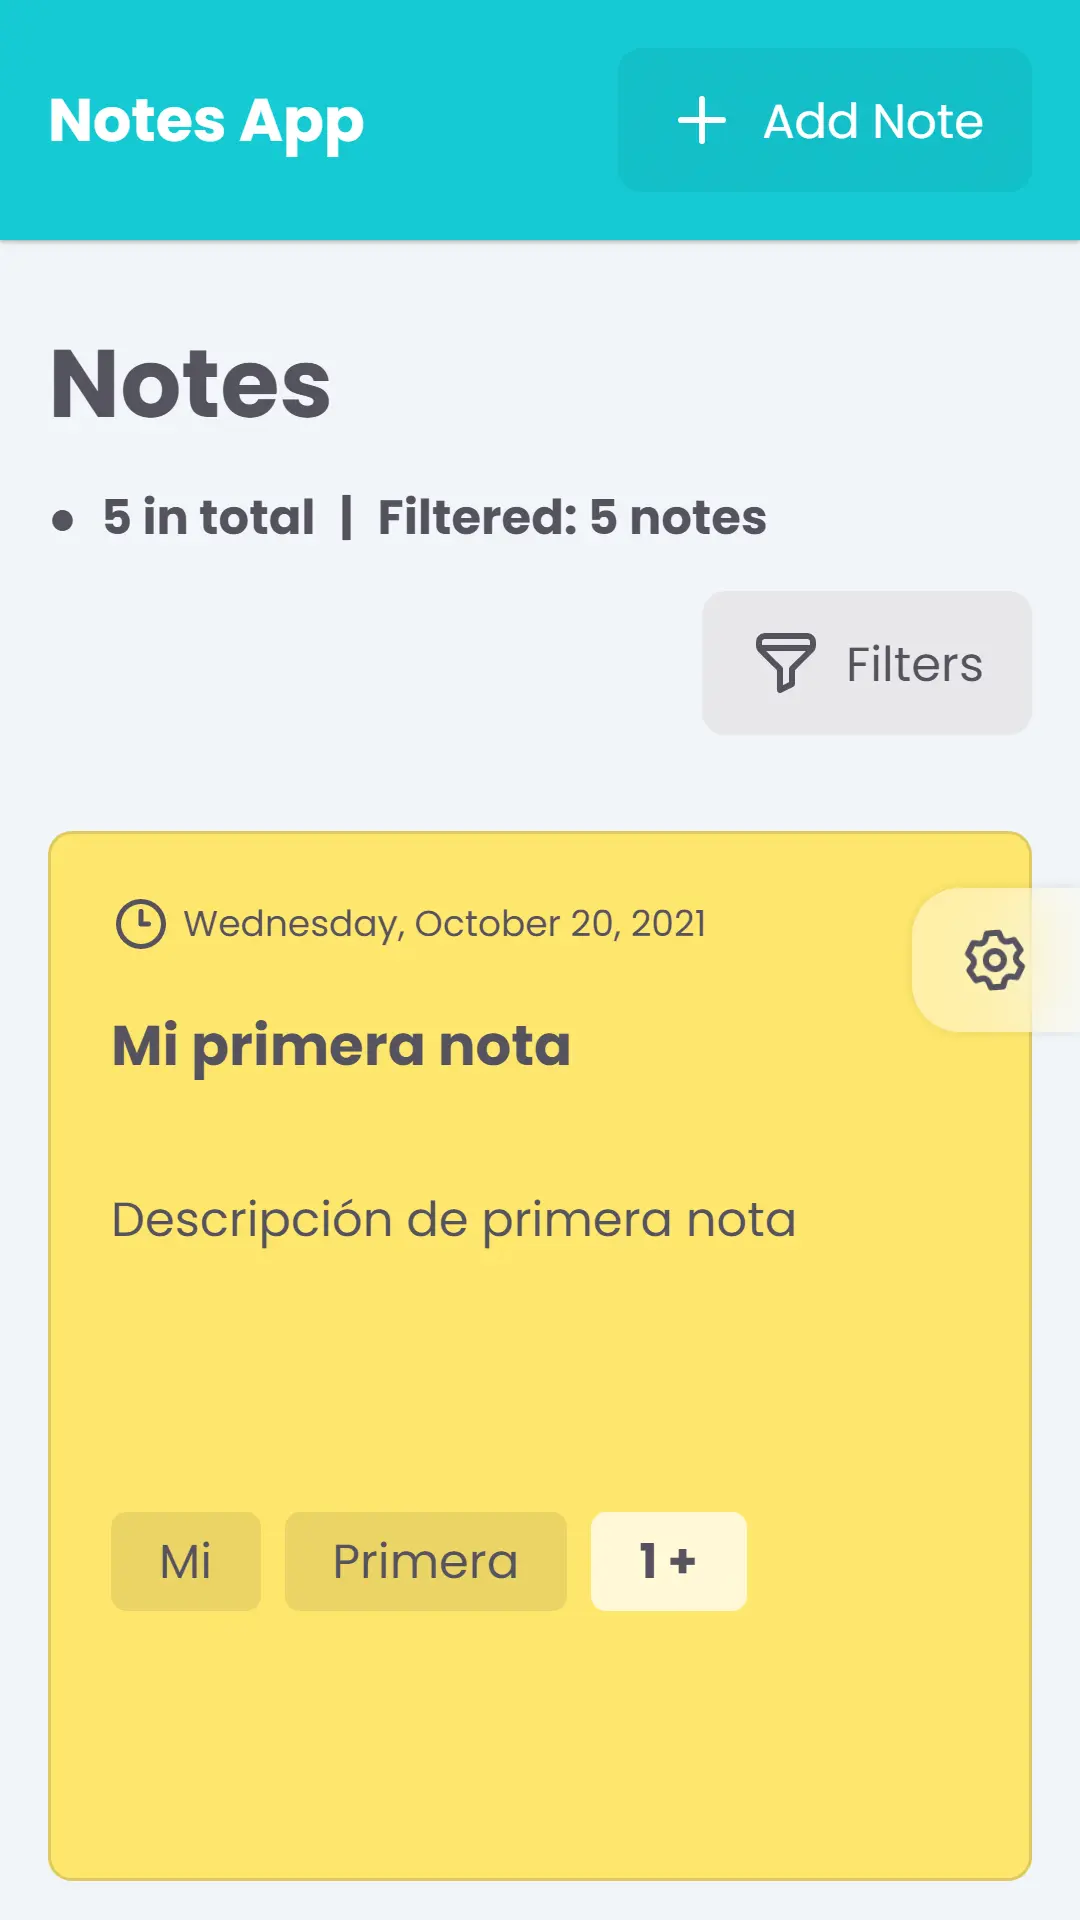 Notes App
Add Note
Notes
● 5 in total | Filtered: 5 notes
Filters
Wednesday, October 20, 2021
Mi primera nota
Descripción de primera nota
Mi Primera 1 +